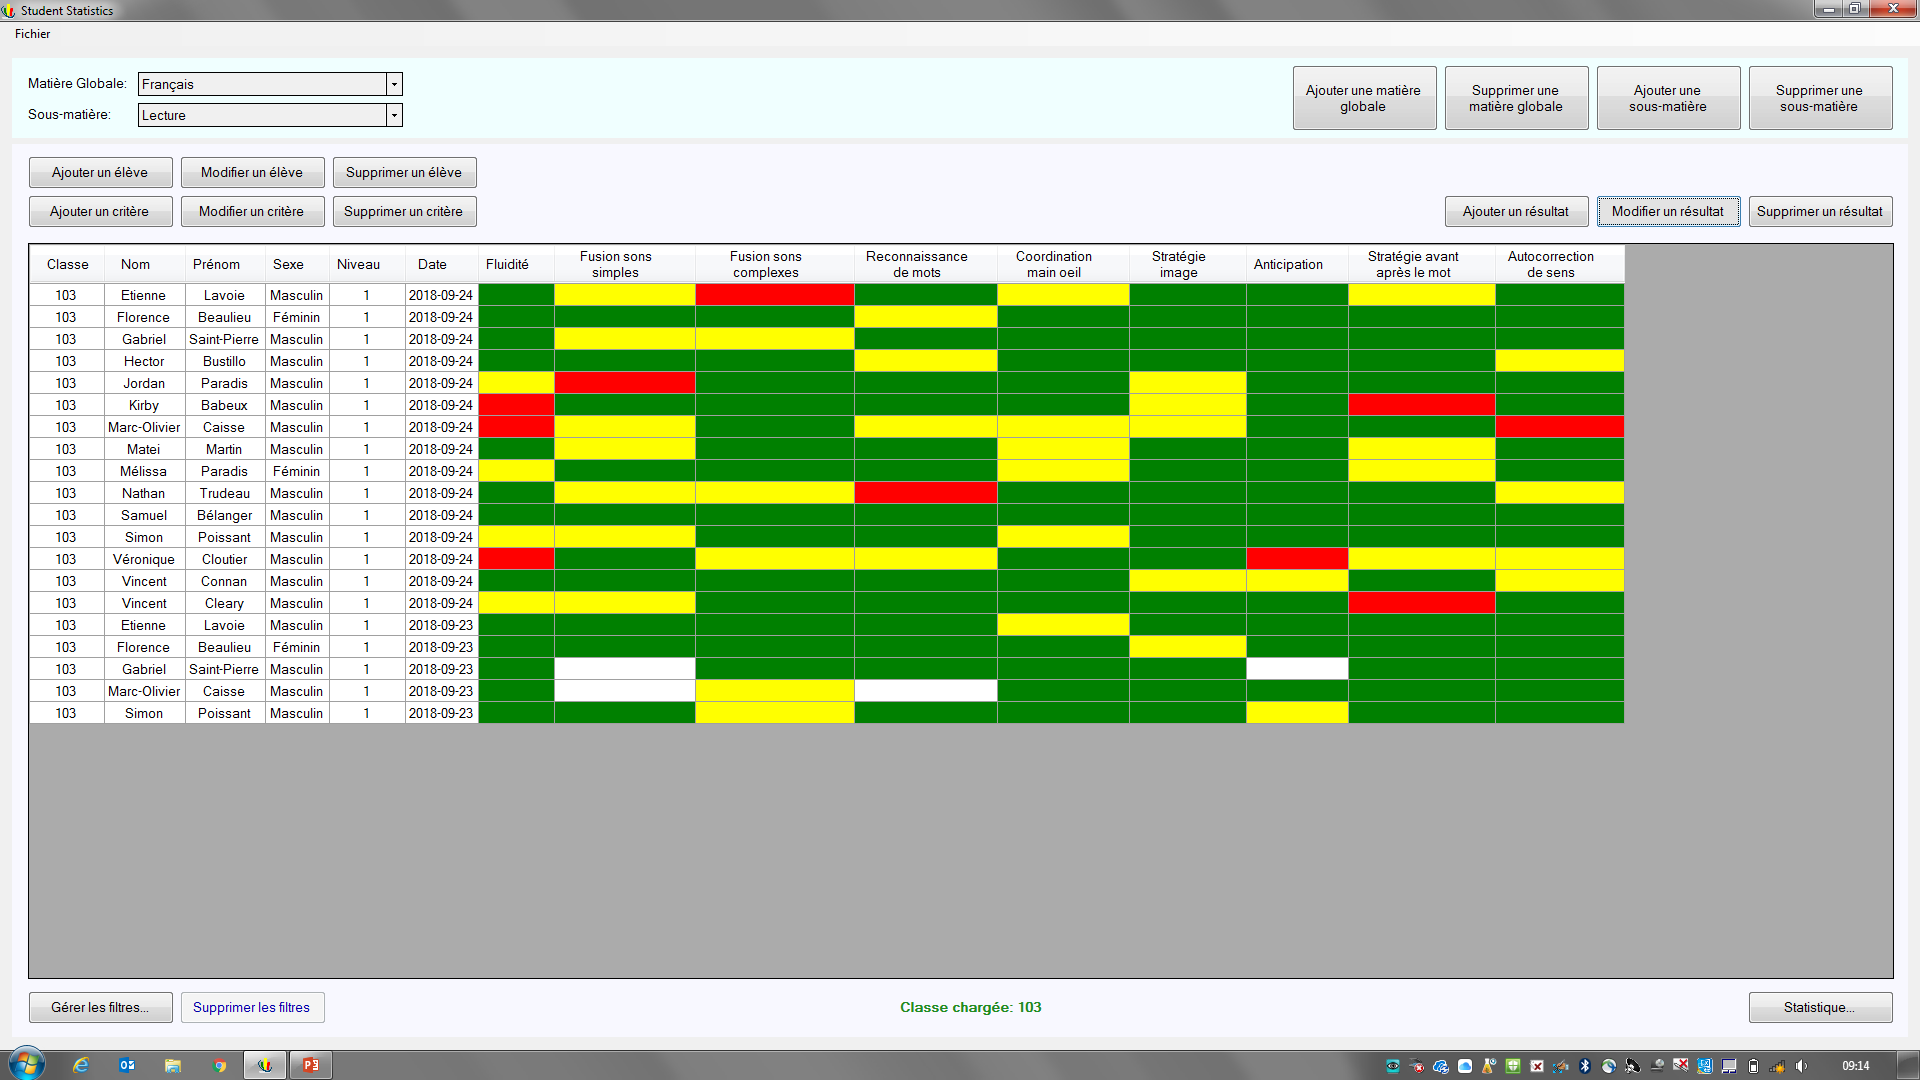 Student Statistics
Fichier
Matière Globale: Français
Sous-matière: Lecture
Ajouter une matière globale
Supprimer une matière globale
Ajouter une sous-matière
Supprimer une sous-matière
Ajouter un élève Modifier un élève Supprimer un élève
Ajouter un critère Modifier un critère Supprimer un critère Ajouter un résultat Modifier un résultat Supprimer un résultat
Classe Nom Prénom Sexe Niveau Date Fluidité Fusion sons simples Fusion sons complexes Reconnaissance de mots Coordination main oeil Stratégie image Anticipation Stratégie avant après le mot Autocorrection de sens
103 Etienne Lavoie Masculin 1 2018-09-24
103 Florence Beaulieu Féminin 1 2018-09-24
103 Gabriel Saint-Pierre Masculin 1 2018-09-24
103 Hector Bustillo Masculin 1 2018-09-24
103 Jordan Paradis Masculin 1 2018-09-24
103 Kirby Babeux Masculin 1 2018-09-24
103 Marc-Olivier Caisse Masculin 1 2018-09-24
103 Matei Martin Masculin 1 2018-09-24
103 Mélissa Paradis Féminin 1 2018-09-24
103 Nathan Trudeau Masculin 1 2018-09-24
103 Samuel Bélanger Masculin 1 2018-09-24
103 Simon Poissant Masculin 1 2018-09-24
103 Véronique Cloutier Masculin 1 2018-09-24
103 Vincent Connan Masculin 1 2018-09-24
103 Vincent Cleary Masculin 1 2018-09-24
103 Etienne Lavoie Masculin 1 2018-09-23
103 Florence Beaulieu Féminin 1 2018-09-23
103 Gabriel Saint-Pierre Masculin 1 2018-09-23
103 Marc-Olivier Caisse Masculin 1 2018-09-23
103 Simon Poissant Masculin 1 2018-09-23
Gérer les filtres... Supprimer les filtres Classe chargée: 103 Statistique...
09:14